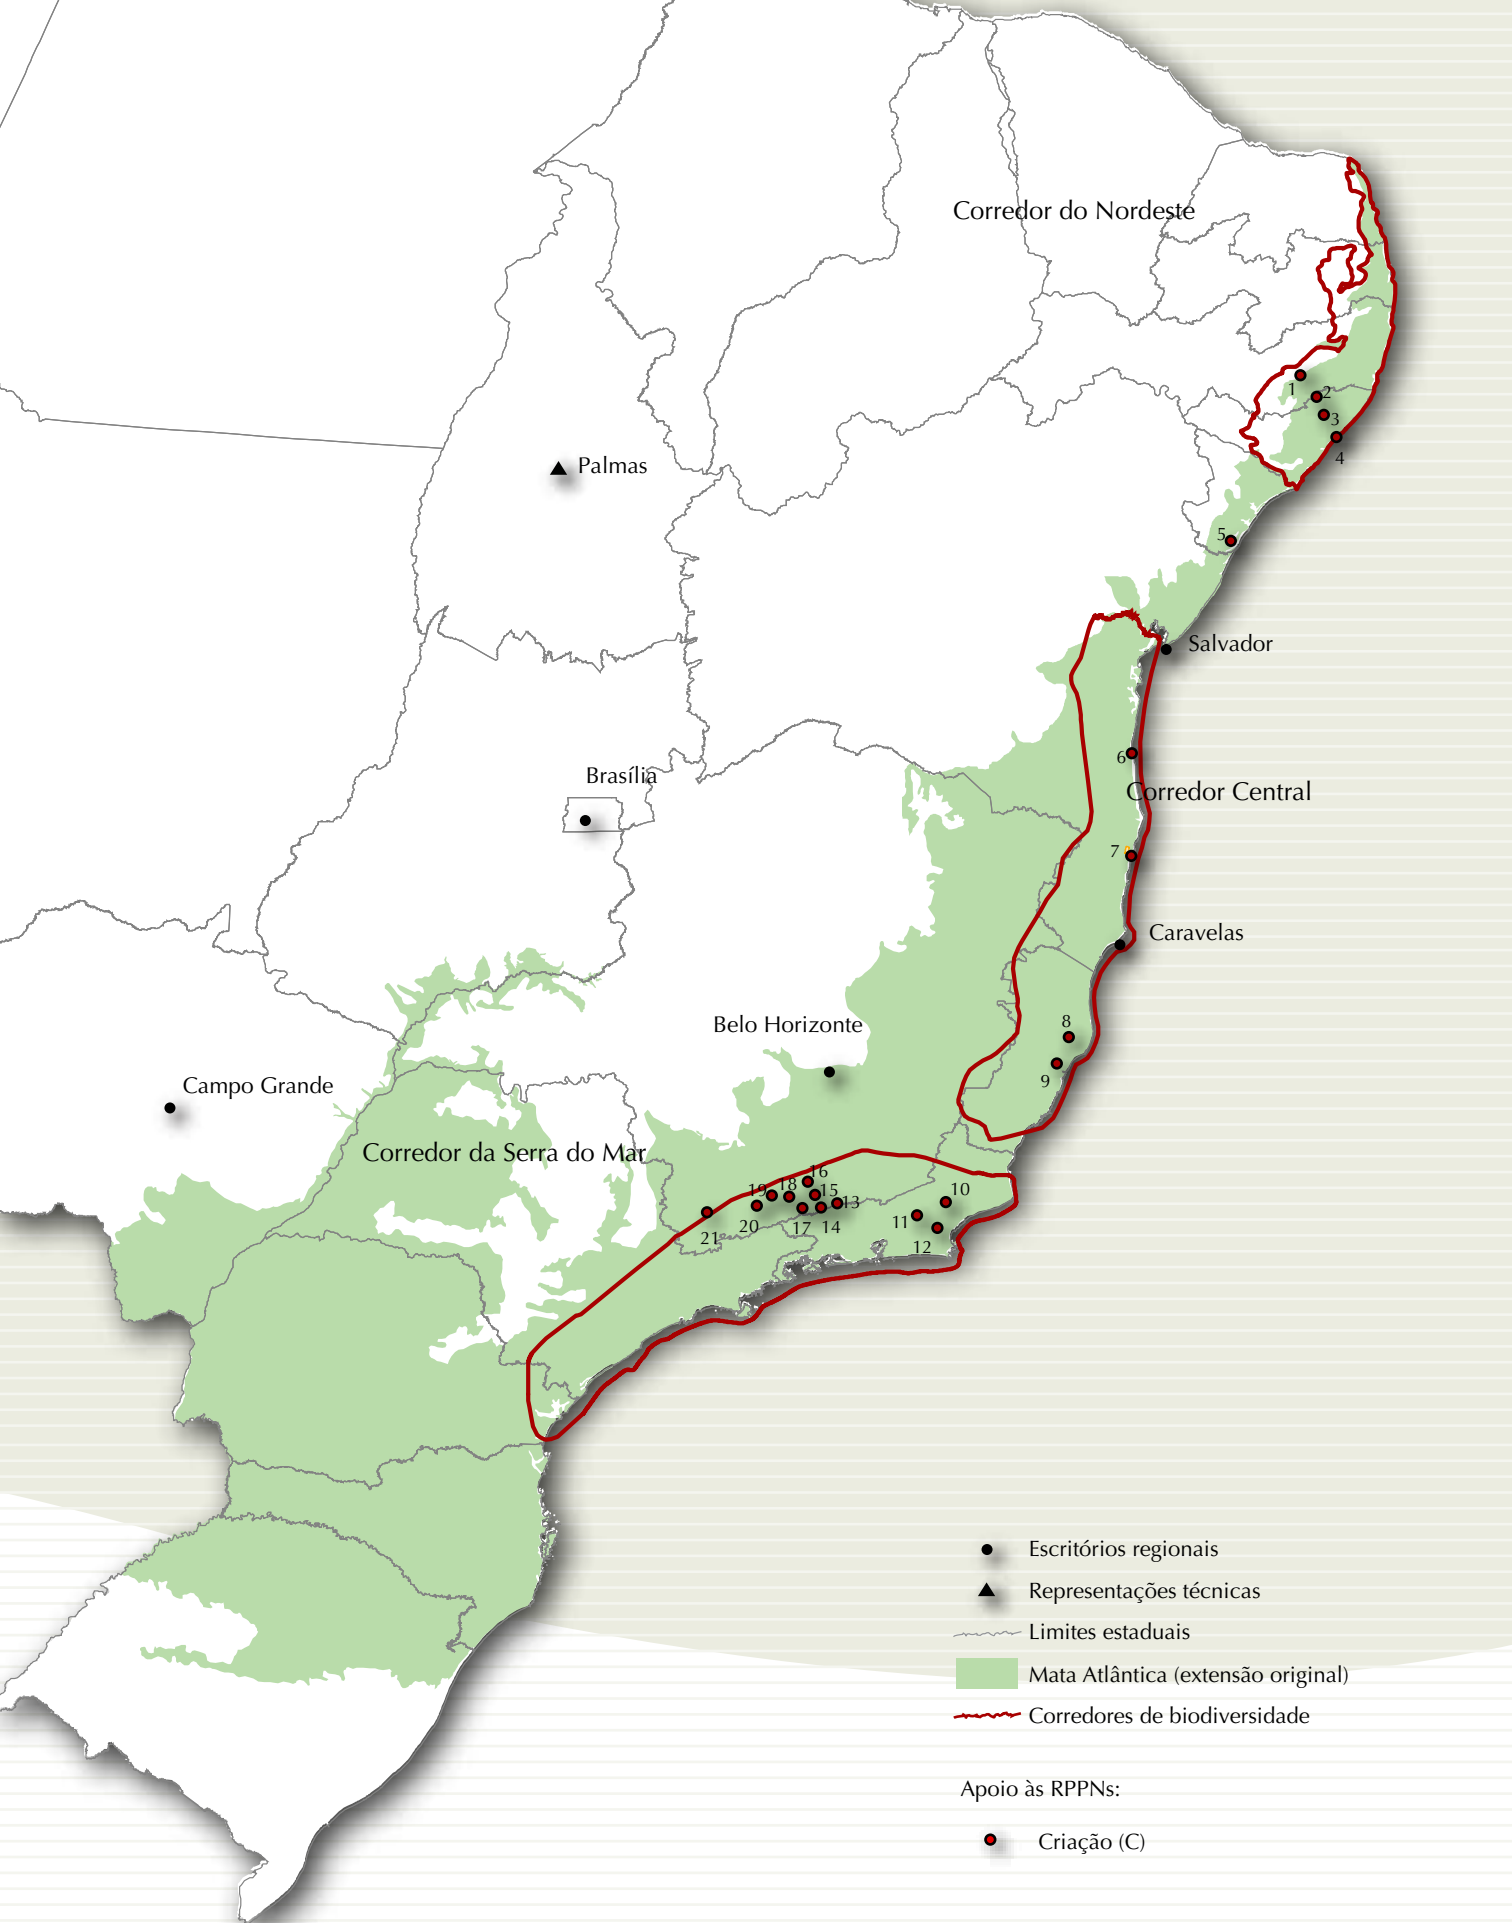 Corredor do Nordeste
1
2
3
4
Palmas
5
Salvador
6
Brasília
Corredor Central
7
Caravelas
8
Belo Horizonte
9
Campo Grande
Corredor da Serra do Mar
16
19
18
15
13
10
20
17
14
11
21
12
Escritórios regionais
Representações técnicas
Limites estaduais
Mata Atlântica (extensão original)
Corredores de biodiversidade
Apoio às RPPNs:
Criação (C)